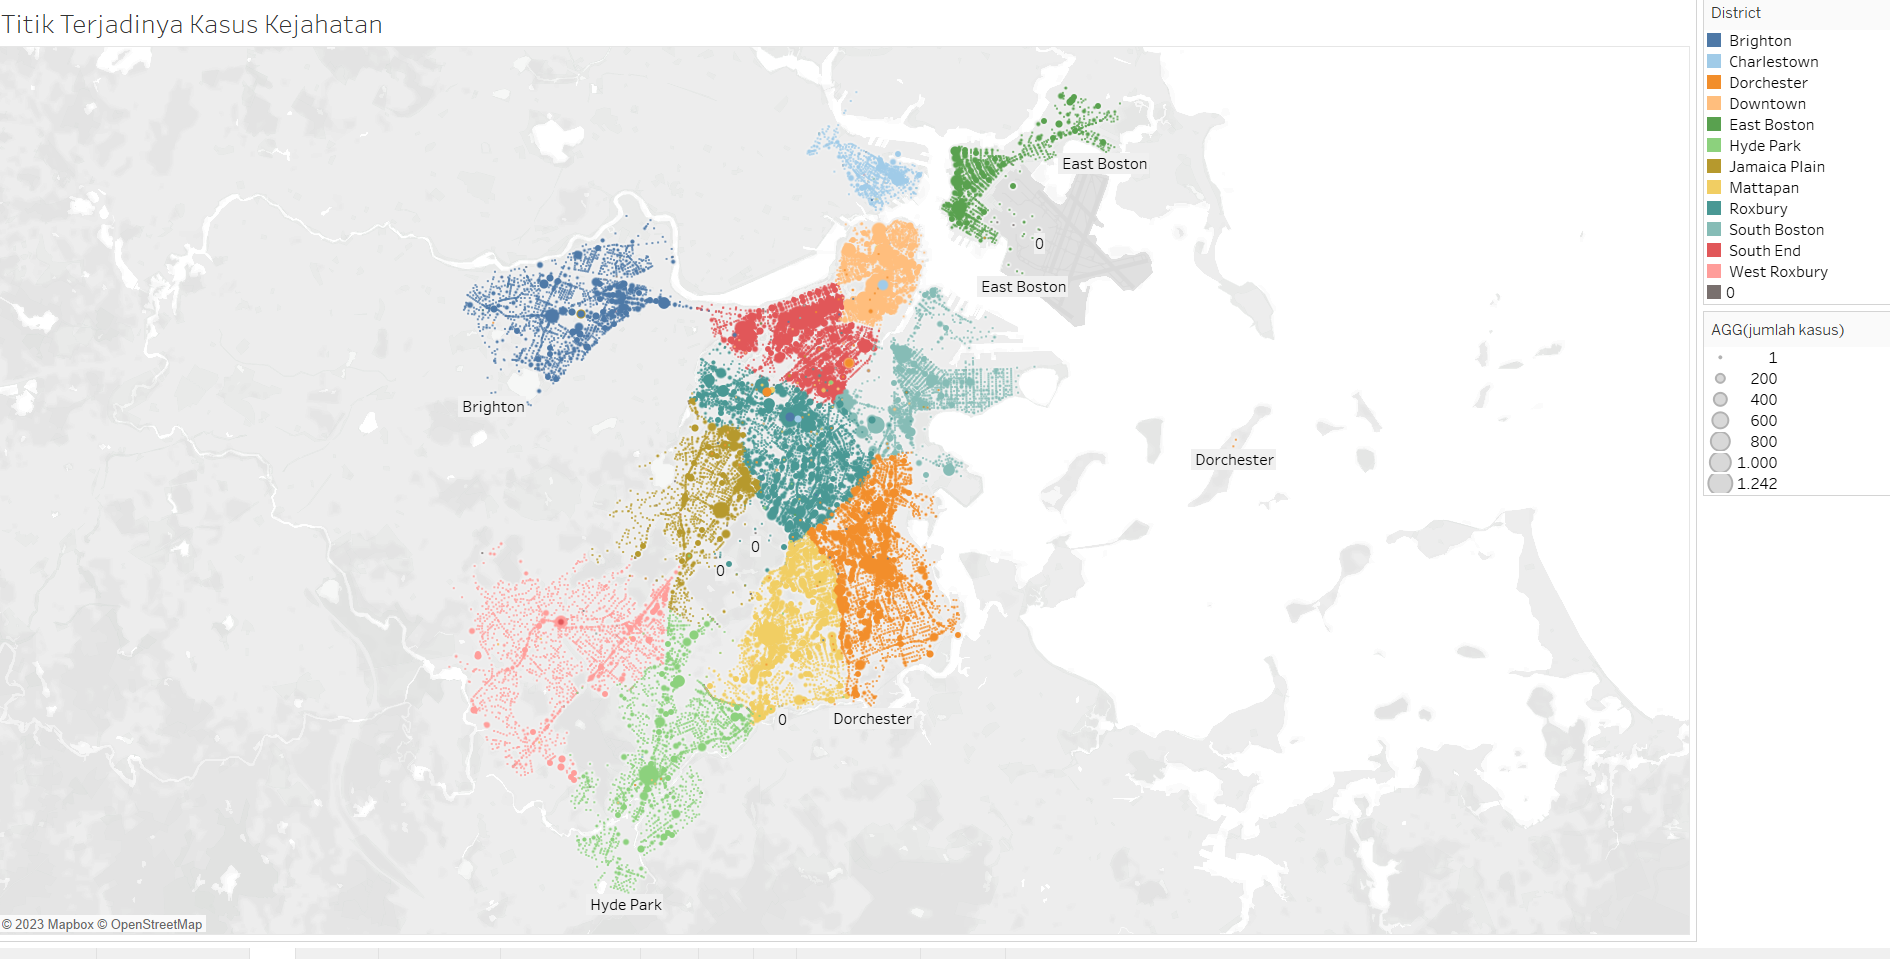 Titik Terjadinya Kasus Kejahatan
East Boston
0
East Boston
Brighton
Dorchester
0
0
0
Dorchester
Hyde Park
© 2023 Mapbox © OpenStreetMap
District
Brighton
Charlestown
Dorchester
Downtown
East Boston
Hyde Park
Jamaica Plain
Mattapan
Roxbury
South Boston
South End
West Roxbury
0
AGG(jumlah kasus)
1
200
400
600
800
1.000
1.242